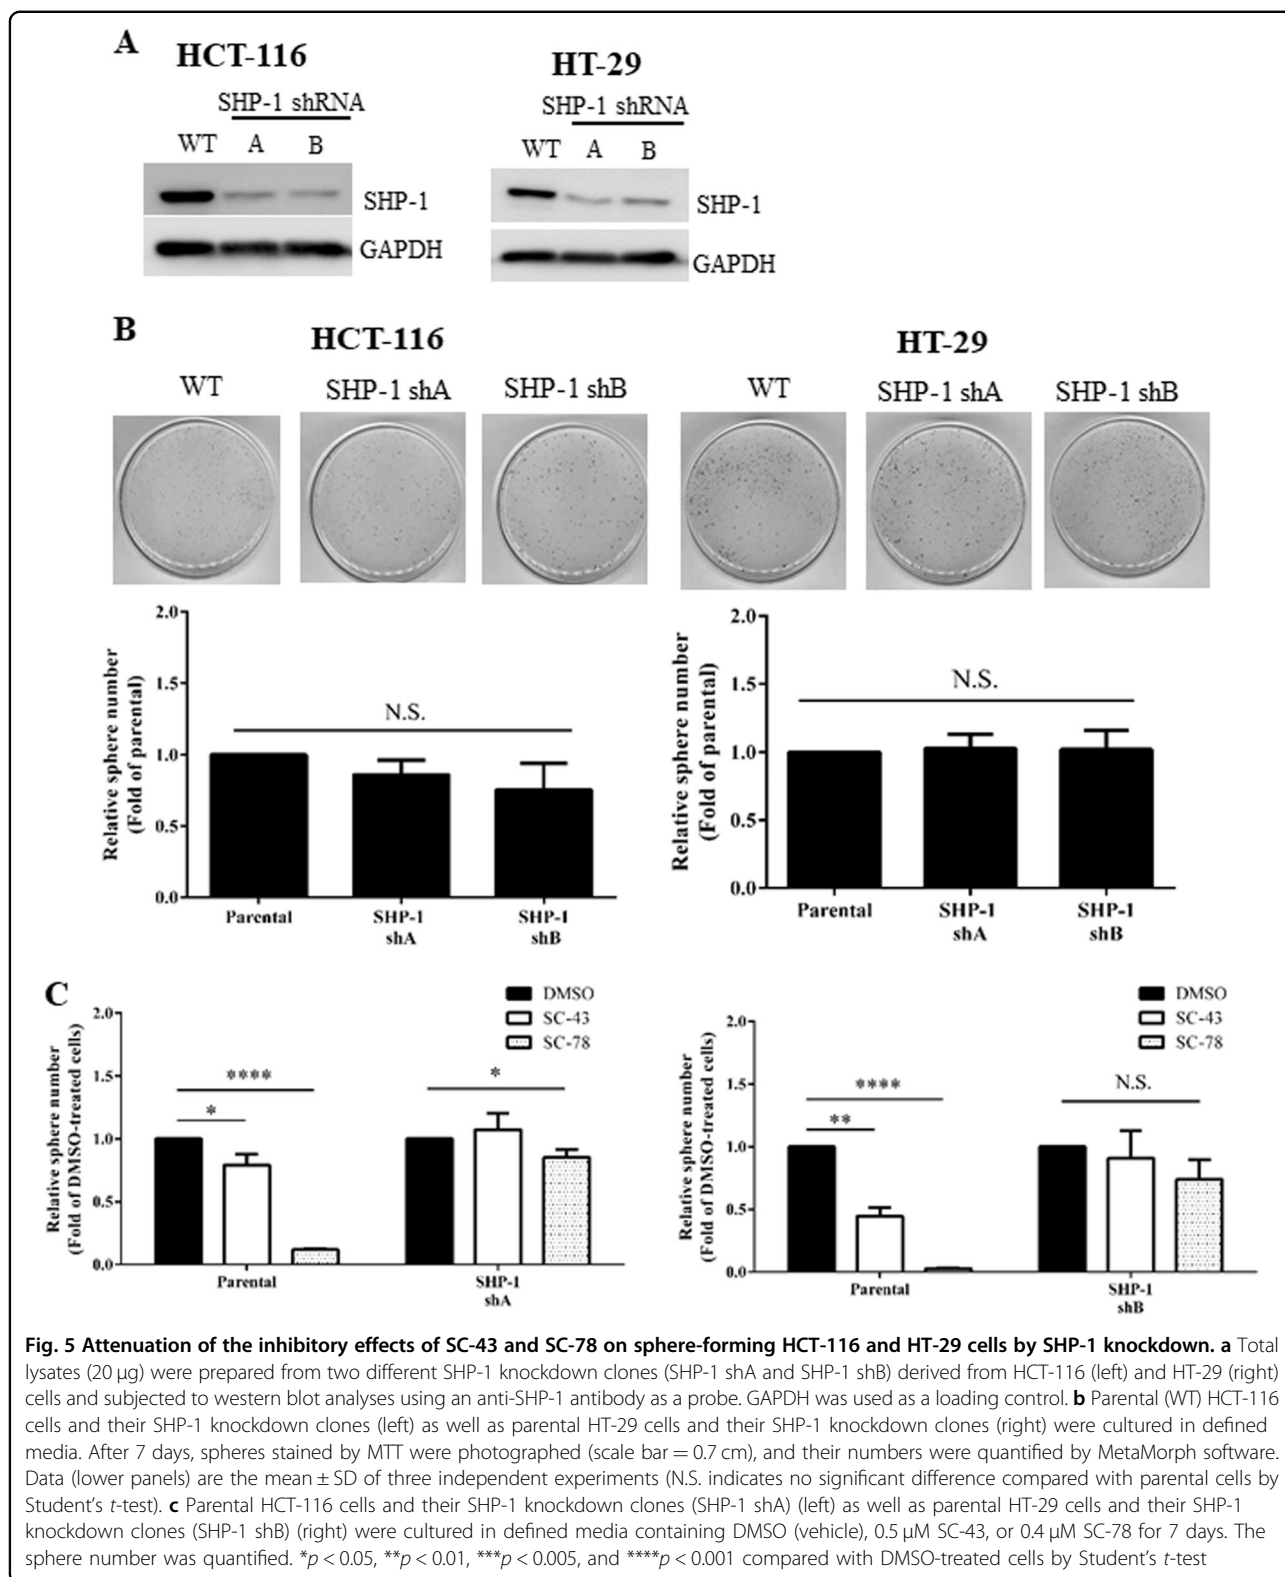 A
HCT-116
HT-29
SHP-1 shRNA
SHP-1 shRNA
WT A B
WT A B
SHP-1
SHP-1
GAPDH
GAPDH
B
HCT-116
HT-29
WT SHP-1 shA SHP-1 shB
WT SHP-1 shA SHP-1 shB
Relative sphere number
(Fold of parental)
2.0
1.5
1.0
0.5
0.0
N.S.
Parental SHP-1 SHP-1
shA shB
Relative sphere number
(Fold of parental)
2.0
1.5
1.0
0.5
0.0
N.S.
Parental SHP-1 SHP-1
shA shB
C
DMSO
SC-43
SC-78
Relative sphere number
(Fold of DMSO-treated cells)
2.0
1.5
1.0
0.5
0.0
****
*
*
Parental SHP-1
shA
DMSO
SC-43
SC-78
Relative sphere number
(Fold of DMSO-treated cells)
2.0
1.5
1.0
0.5
0.0
****
**
N.S.
Parental SHP-1
shB
Fig. 5 Attenuation of the inhibitory effects of SC-43 and SC-78 on sphere-forming HCT-116 and HT-29 cells by SHP-1 knockdown. a Total
lysates (20 µg) were prepared from two different SHP-1 knockdown clones (SHP-1 shA and SHP-1 shB) derived from HCT-116 (left) and HT-29 (right)
cells and subjected to western blot analyses using an anti-SHP-1 antibody as a probe. GAPDH was used as a loading control. b Parental (WT) HCT-116
cells and their SHP-1 knockdown clones (left) as well as parental HT-29 cells and their SHP-1 knockdown clones (right) were cultured in defined
media. After 7 days, spheres stained by MTT were photographed (scale bar = 0.7 cm), and their numbers were quantified by MetaMorph software.
Data (lower panels) are the mean ± SD of three independent experiments (N.S. indicates no significant difference compared with parental cells by
Student's t-test). c Parental HCT-116 cells and their SHP-1 knockdown clones (SHP-1 shA) (left) as well as parental HT-29 cells and their SHP-1
knockdown clones (SHP-1 shB) (right) were cultured in defined media containing DMSO (vehicle), 0.5 µM SC-43, or 0.4 µM SC-78 for 7 days. The
sphere number was quantified. *p < 0.05, **p < 0.01, ***p < 0.005, and ****p < 0.001 compared with DMSO-treated cells by Student's t-test